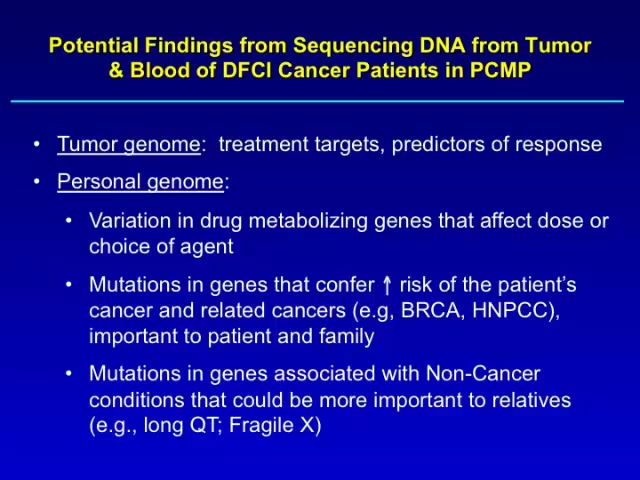 Potential Findings from Sequencing DNA from Tumor
& Blood of DFCI Cancer Patients in PCMP
• Tumor genome: treatment targets, predictors of response
• Personal genome:
• Variation in drug metabolizing genes that affect dose or
choice of agent
• Mutations in genes that confer ↑ risk of the patient's
cancer and related cancers (e.g, BRCA, HNPCC),
important to patient and family
• Mutations in genes associated with Non-Cancer
conditions that could be more important to relatives
(e.g., long QT; Fragile X)